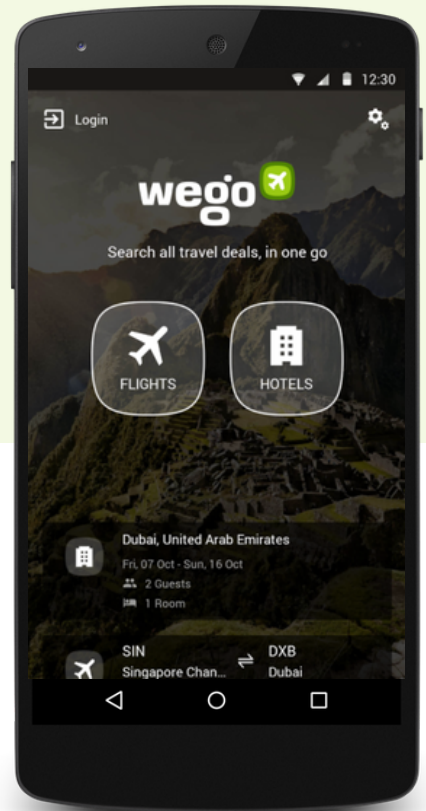 12:30
Login
wego
Search all travel deals, in one go
FLIGHTS
HOTELS
Dubai, United Arab Emirates
Fri, 07 Oct - Sun, 16 Oct
2 Guests
1 Room
SIN
DXB
Singapore Chan...
Dubai